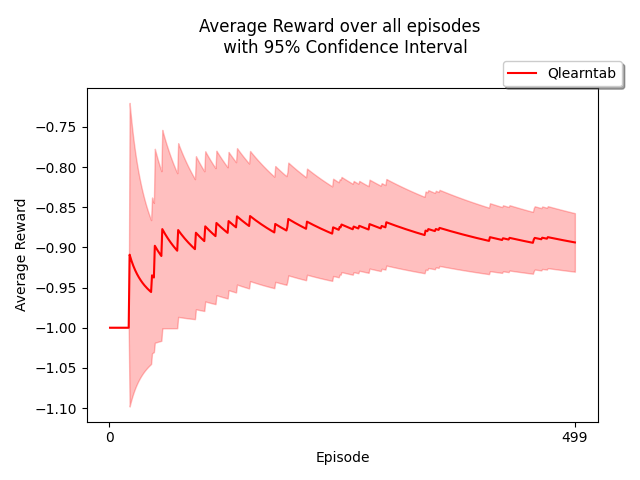 Average Reward over all episodes
with 95% Confidence Interval
Qlearntab
−0.75
−0.80
−0.85
−0.90
−0.95
−1.00
−1.05
−1.10
Average Reward
0
499
Episode